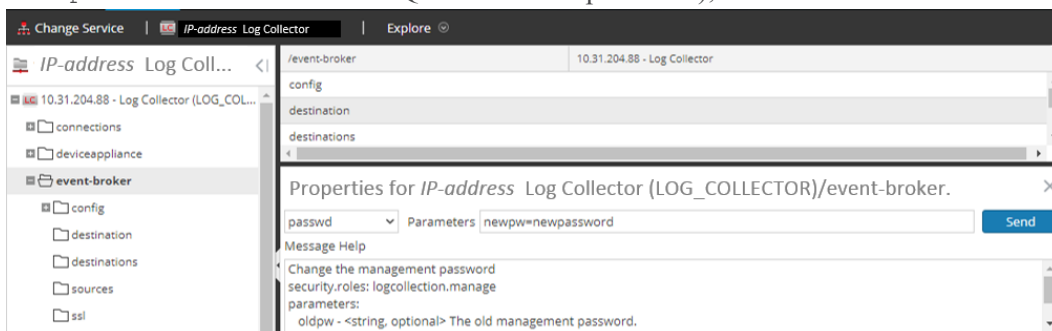 Change Service | LC IP-address Log Collector | Explore
IP-address Log Coll...
10.31.204.88 - Log Collector (LOG_COL...
connections
deviceappliance
event-broker
config
destination
destinations
sources
ssl
/event-broker 10.31.204.88 - Log Collector
config
destination
destinations
Properties for IP-address Log Collector (LOG_COLLECTOR)/event-broker.
passwd Parameters newpw=newpassword Send
Message Help
Change the management password
security.roles: logcollection.manage
parameters:
oldpw - <string, optional> The old management password.